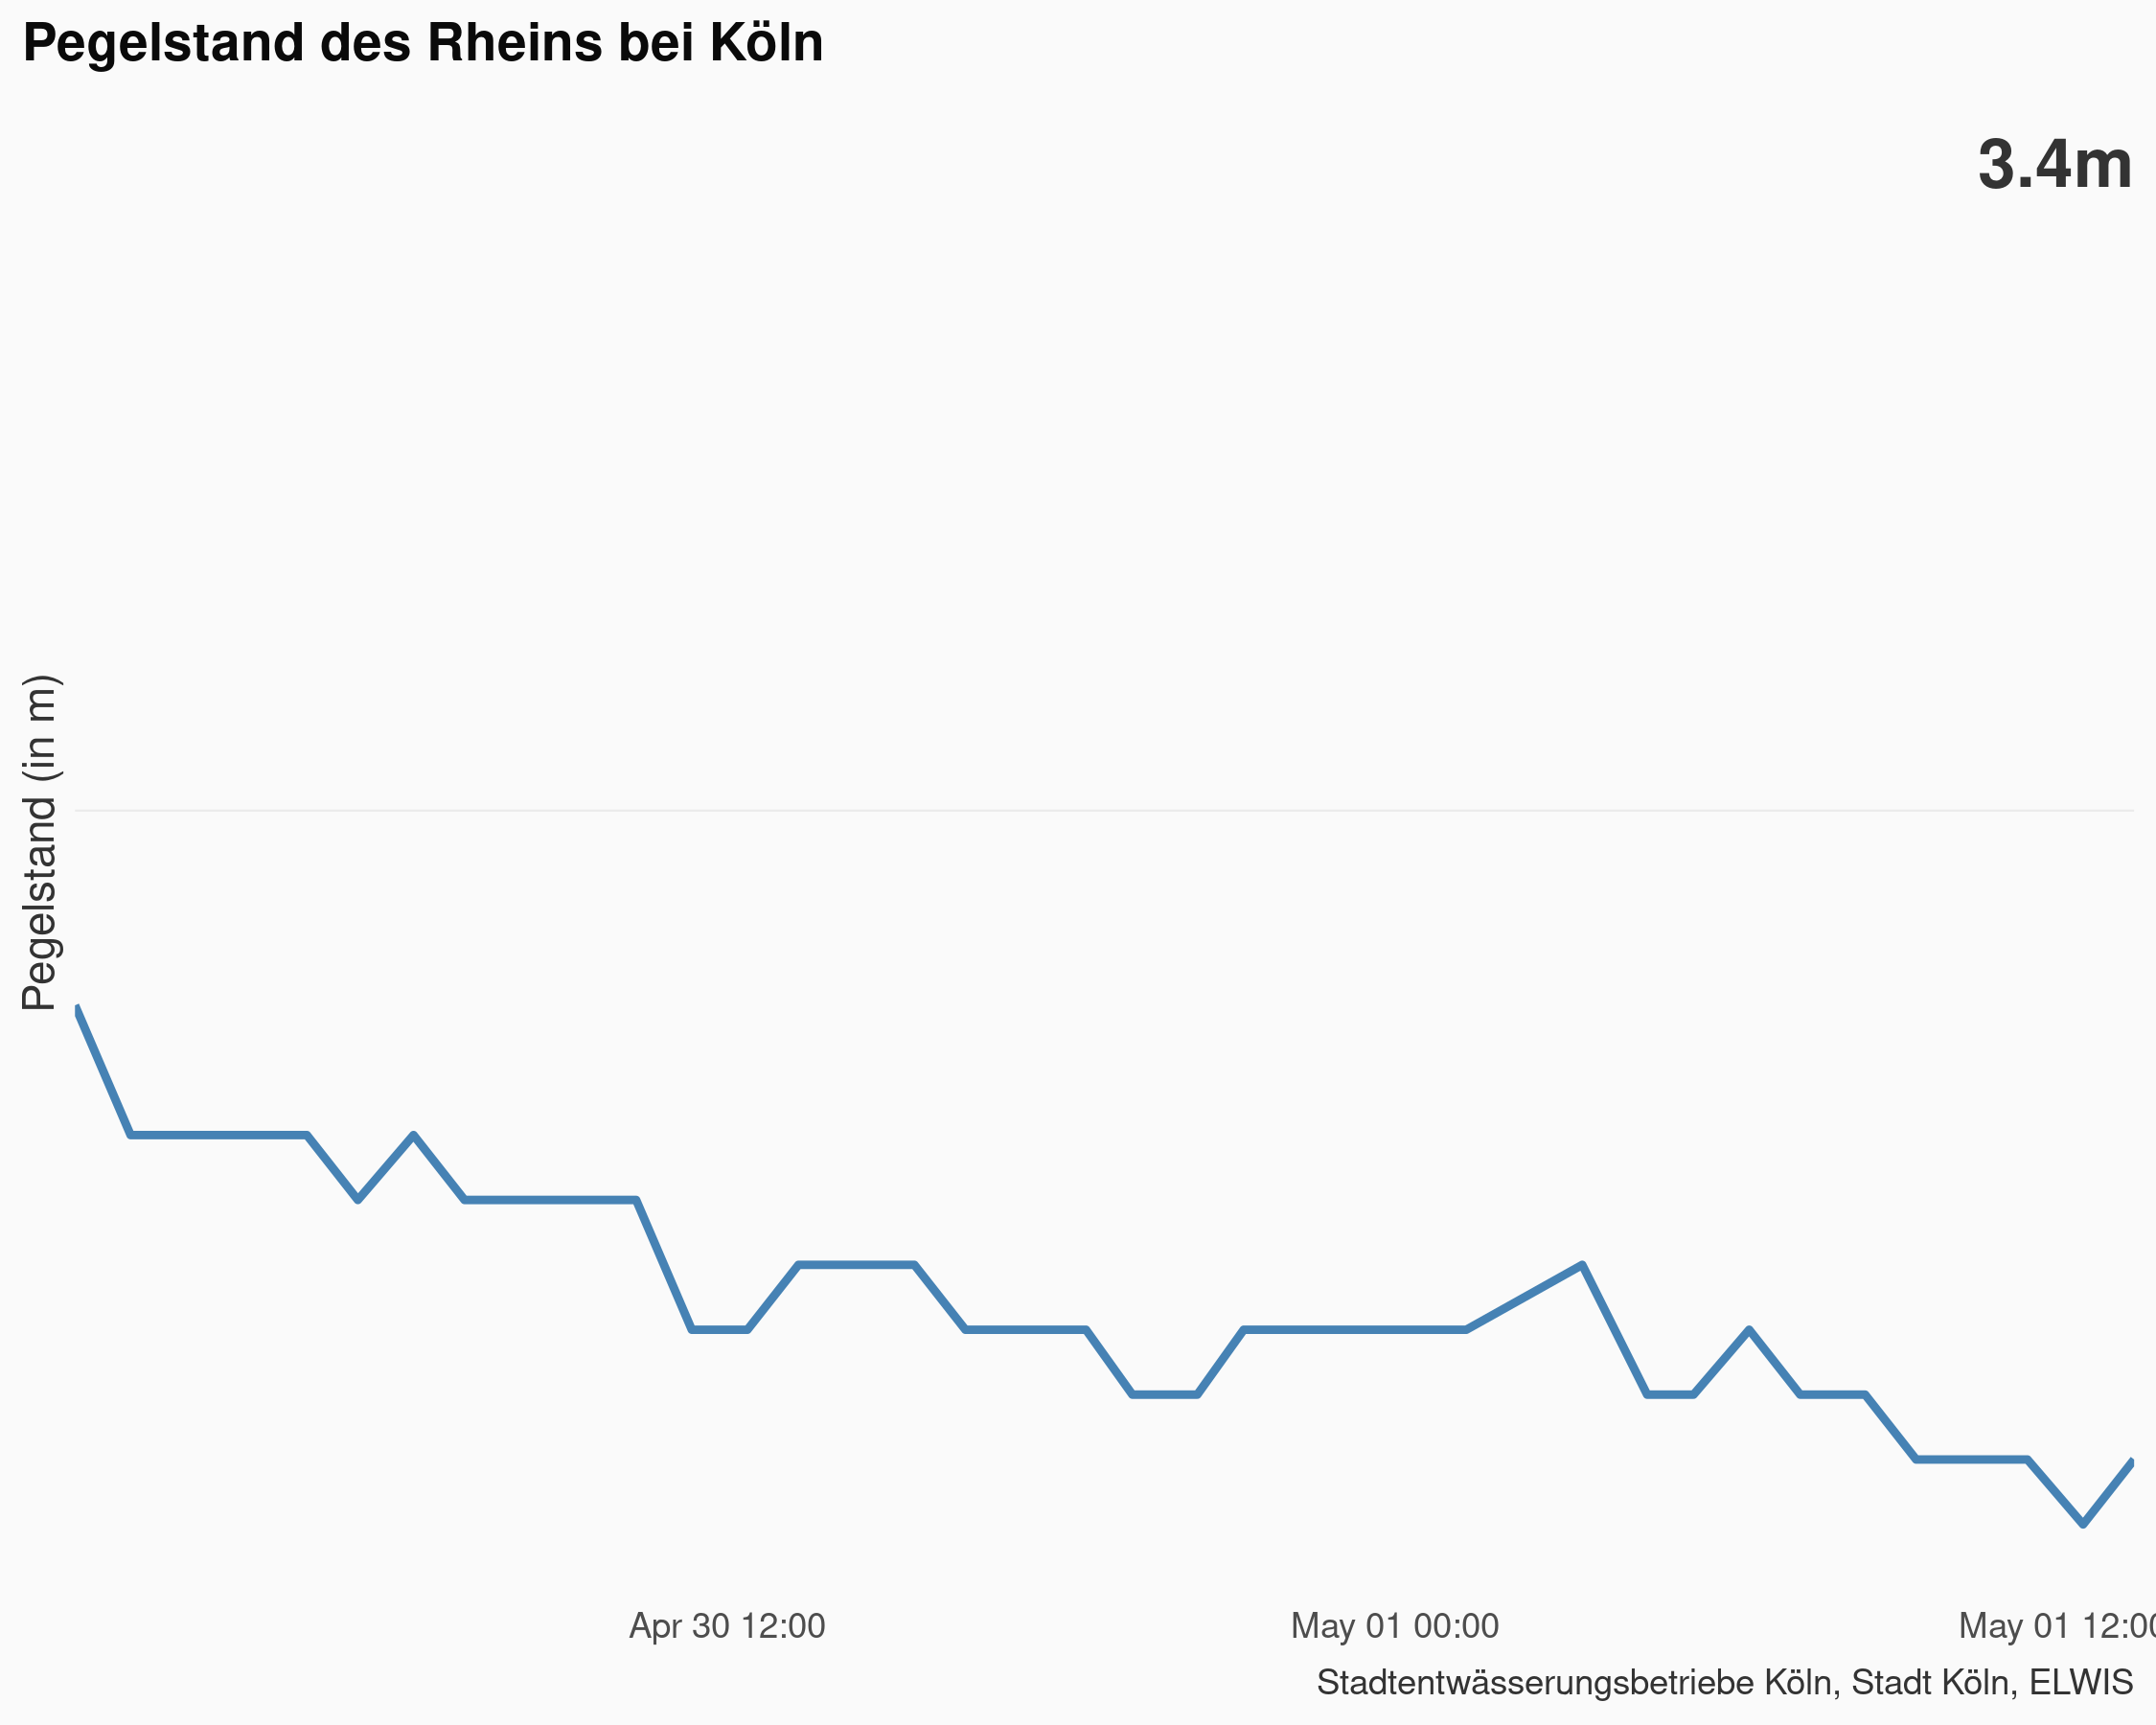 Pegelstand des Rheins bei Köln
3.4m
Pegelstand (in m)
Apr 30 12:00
May 01 00:00
May 01 12:00
Stadtentwässerungsbetriebe Köln, Stadt Köln, ELWIS